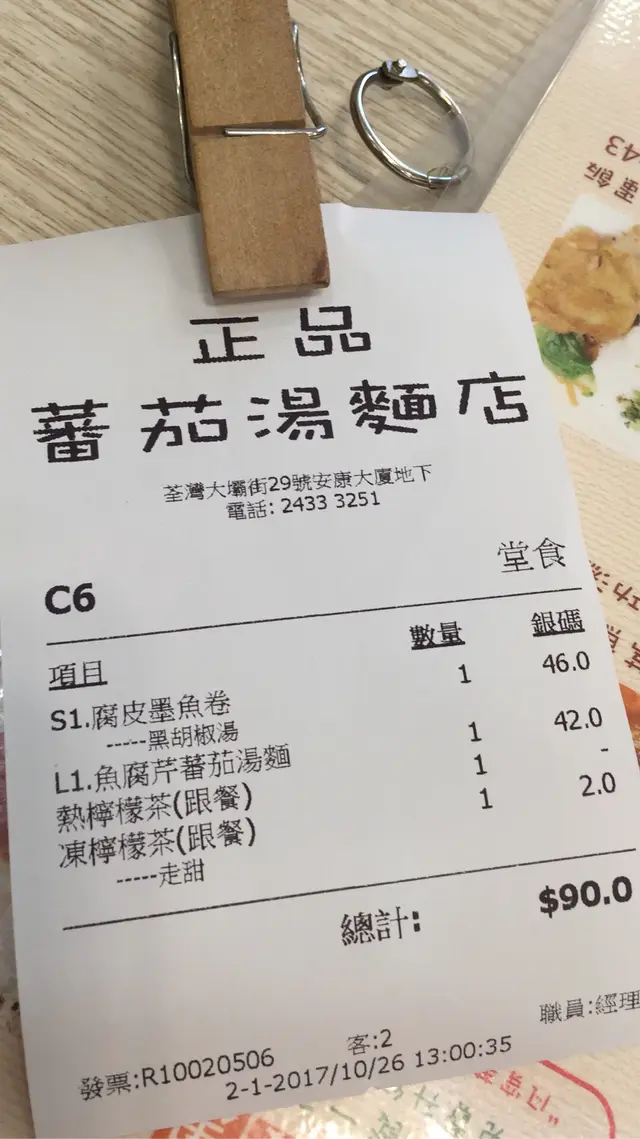 正品
蕃茄湯麵店
荃灣大壩街29號安康大廈地下
電話: 2433 3251
C6 堂食
項目 數量 銀碼
S1.腐皮墨魚卷 1 46.0
-----黑胡椒湯
L1.魚腐芹蕃茄湯麵 1 42.0
熱檸檬茶(跟餐) 1 -
凍檸檬茶(跟餐) 1 2.0
-----走甜
總計: $90.0
職員:經理
發票:R10020506 客:2
2-1-2017/10/26 13:00:35
43